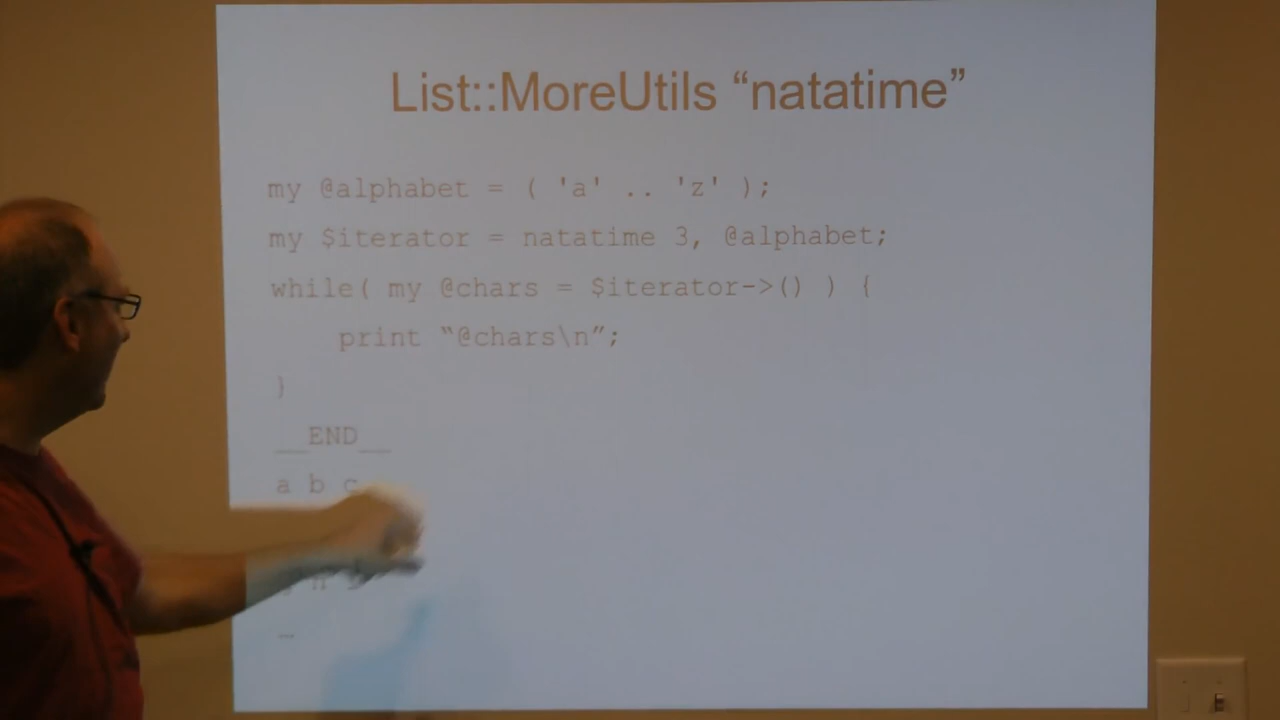 List::MoreUtils “natatime”
my @alphabet = ( 'a' .. 'z' );
my $iterator = natatime 3, @alphabet;
while( my @chars = $iterator->() ) {
print “@chars\n”;
}
__END__
a b c